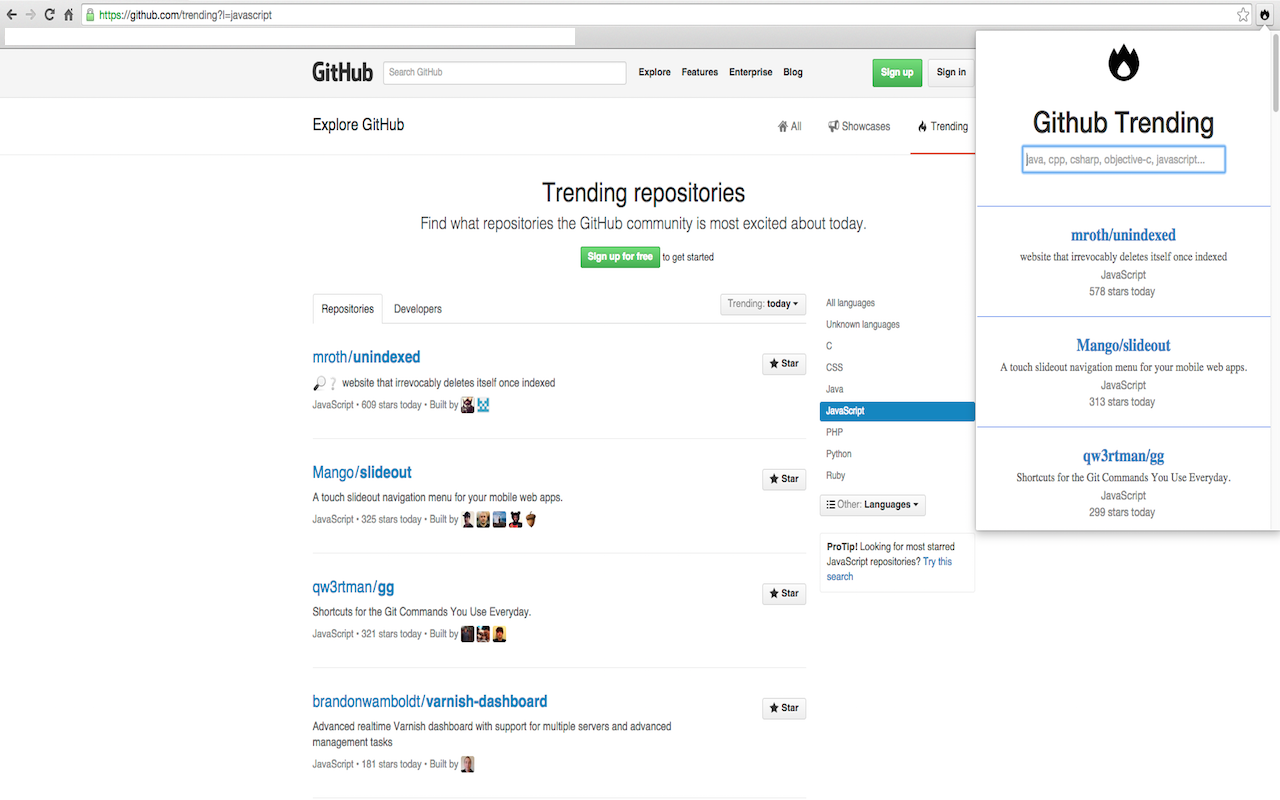 https://github.com/trending?l=javascript
GitHub
Search GitHub
Explore Features Enterprise Blog
Sign up
Sign in
Explore GitHub
All
Showcases
Trending
Trending repositories
Find what repositories the GitHub community is most excited about today.
Sign up for free to get started
Repositories
Developers
Trending: today
mroth/unindexed
Star
website that irrevocably deletes itself once indexed
JavaScript • 609 stars today • Built by
Mango/slideout
Star
A touch slideout navigation menu for your mobile web apps.
JavaScript • 325 stars today • Built by
qw3rtman/gg
Star
Shortcuts for the Git Commands You Use Everyday.
JavaScript • 321 stars today • Built by
brandonwamboldt/varnish-dashboard
Star
Advanced realtime Varnish dashboard with support for multiple servers and advanced
management tasks
JavaScript • 181 stars today • Built by
All languages
Unknown languages
C
CSS
Java
JavaScript
PHP
Python
Ruby
Other: Languages
ProTip! Looking for most starred
JavaScript repositories? Try this
search
Github Trending
java, cpp, csharp, objective-c, javascript...
mroth/unindexed
website that irrevocably deletes itself once indexed
JavaScript
578 stars today
Mango/slideout
A touch slideout navigation menu for your mobile web apps.
JavaScript
313 stars today
qw3rtman/gg
Shortcuts for the Git Commands You Use Everyday.
JavaScript
299 stars today